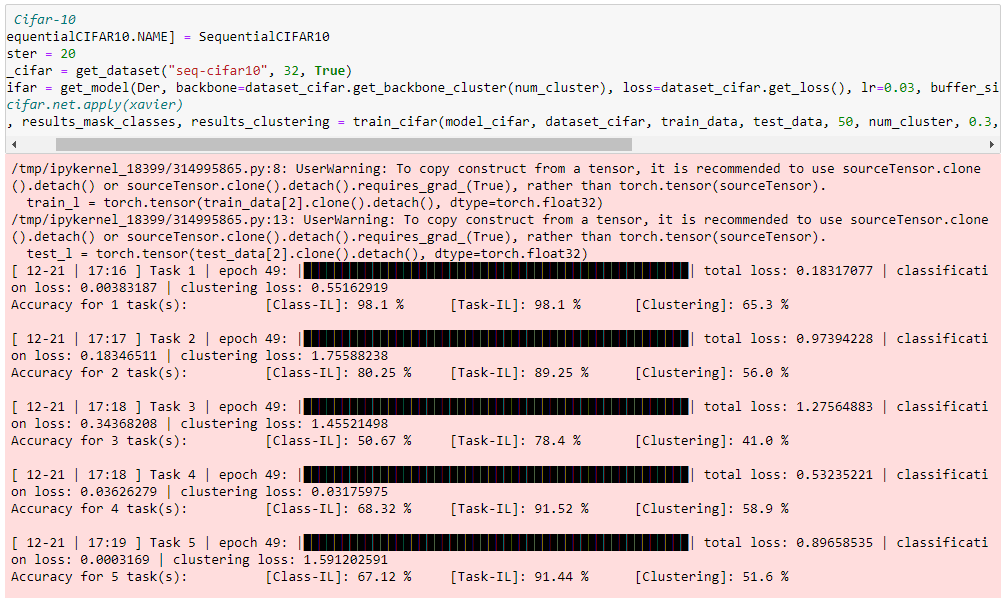 Cifar-10
equentialCIFAR10.NAME] = SequentialCIFAR10
ster = 20
_cifar = get_dataset("seq-cifar10", 32, True)
ifar = get_model(Der, backbone=dataset_cifar.get_backbone_cluster(num_cluster), loss=dataset_cifar.get_loss(), lr=0.03, buffer_si
cifar.net.apply(xavier)
, results_mask_classes, results_clustering = train_cifar(model_cifar, dataset_cifar, train_data, test_data, 50, num_cluster, 0.3,
/tmp/ipykernel_18399/314995865.py:8: UserWarning: To copy construct from a tensor, it is recommended to use sourceTensor.clone
().detach() or sourceTensor.clone().detach().requires_grad_(True), rather than torch.tensor(sourceTensor).
train_l = torch.tensor(train_data[2].clone().detach(), dtype=torch.float32)
/tmp/ipykernel_18399/314995865.py:13: UserWarning: To copy construct from a tensor, it is recommended to use sourceTensor.clone
().detach() or sourceTensor.clone().detach().requires_grad_(True), rather than torch.tensor(sourceTensor).
test_l = torch.tensor(test_data[2].clone().detach(), dtype=torch.float32)
[ 12-21 | 17:16 ] Task 1 | epoch 49: | | total loss: 0.18317077 | classificati
on loss: 0.00383187 | clustering loss: 0.55162919
Accuracy for 1 task(s): [Class-IL]: 98.1 % [Task-IL]: 98.1 % [Clustering]: 65.3 %
[ 12-21 | 17:17 ] Task 2 | epoch 49: | | total loss: 0.97394228 | classificati
on loss: 0.18346511 | clustering loss: 1.75588238
Accuracy for 2 task(s): [Class-IL]: 80.25 % [Task-IL]: 89.25 % [Clustering]: 56.0 %
[ 12-21 | 17:18 ] Task 3 | epoch 49: | | total loss: 1.27564883 | classificati
on loss: 0.34368208 | clustering loss: 1.45521498
Accuracy for 3 task(s): [Class-IL]: 50.67 % [Task-IL]: 78.4 % [Clustering]: 41.0 %
[ 12-21 | 17:18 ] Task 4 | epoch 49: | | total loss: 0.53235221 | classificati
on loss: 0.03626279 | clustering loss: 0.03175975
Accuracy for 4 task(s): [Class-IL]: 68.32 % [Task-IL]: 91.52 % [Clustering]: 58.9 %
[ 12-21 | 17:19 ] Task 5 | epoch 49: | | total loss: 0.89658535 | classificati
on loss: 0.0003169 | clustering loss: 1.591202591
Accuracy for 5 task(s): [Class-IL]: 67.12 % [Task-IL]: 91.44 % [Clustering]: 51.6 %